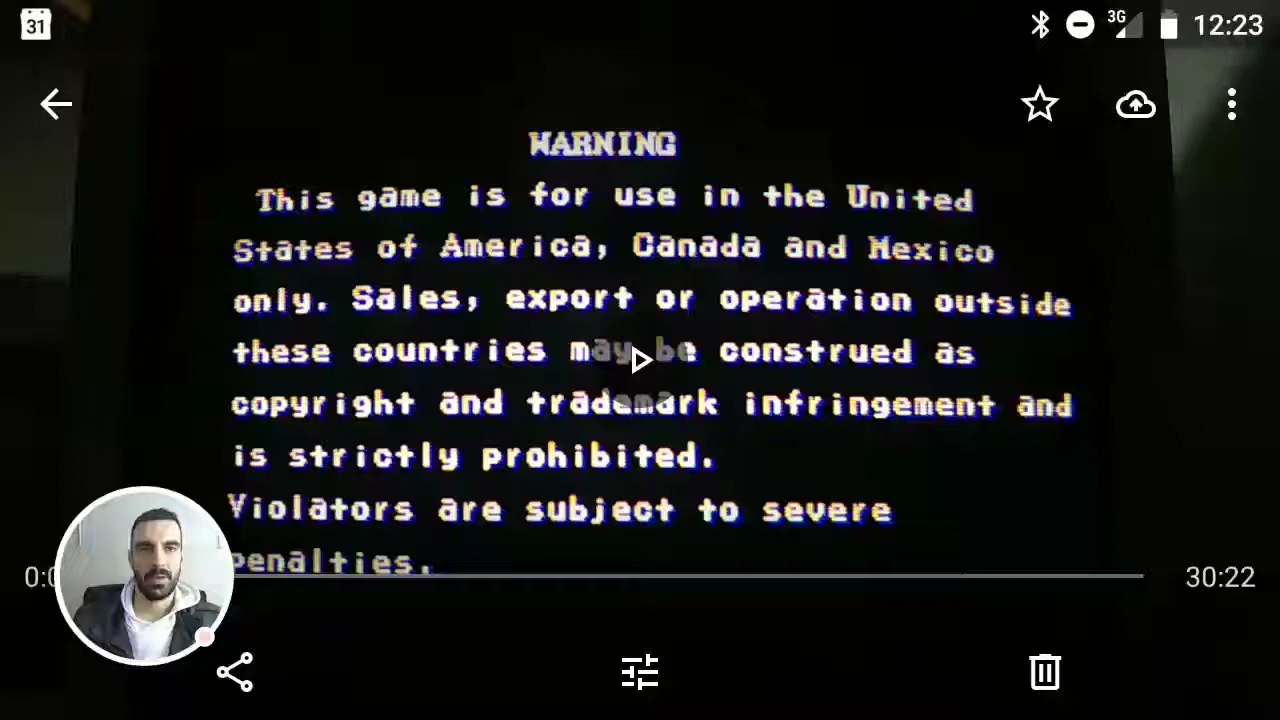 31 3G 12:23
WARNING
This game is for use in the United
States of America, Canada and Mexico
only. Sales, export or operation outside
these countries may be construed as
copyright and trademark infringement and
is strictly prohibited.
Violators are subject to severe
penalties.
30:22